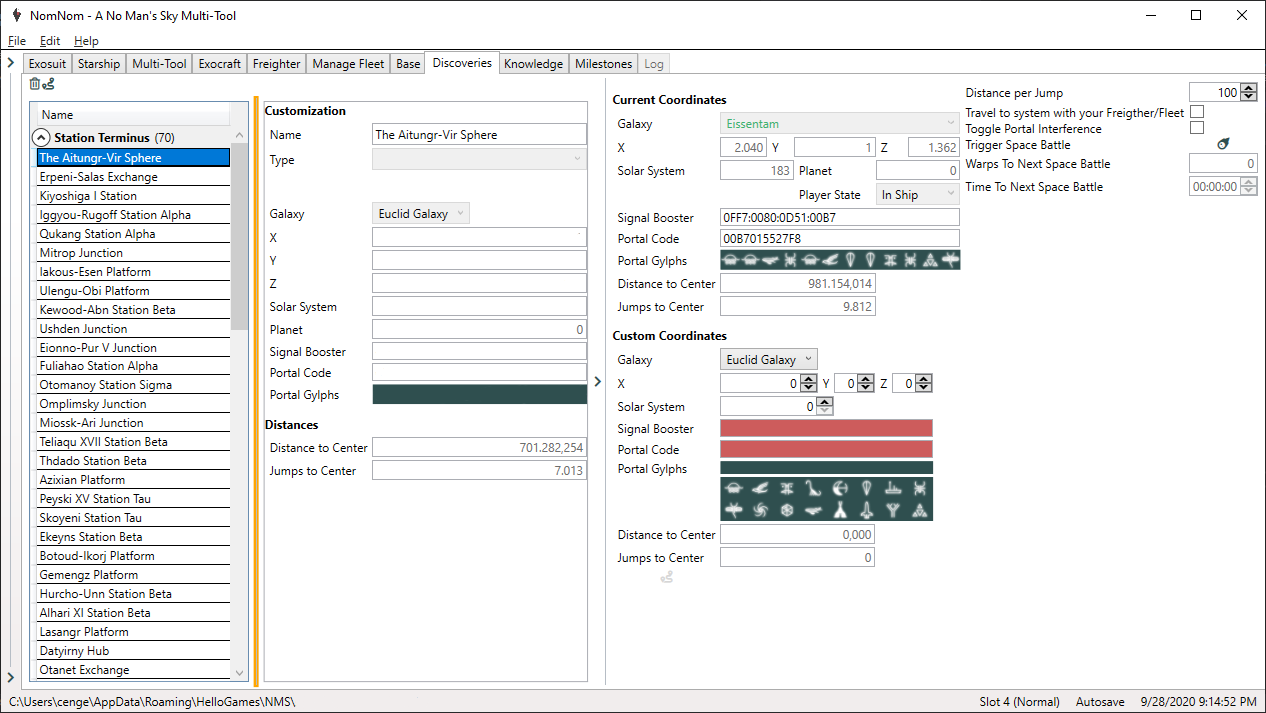 NomNom - A No Man's Sky Multi-Tool
File Edit Help
Exosuit Starship Multi-Tool Exocraft Freighter Manage Fleet Base Discoveries Knowledge Milestones Log
Name
Station Terminus (70)
The Aitungr-Vir Sphere
Erpeni-Salas Exchange
Kiyoshiga I Station
Iggyou-Rugoff Station Alpha
Qukang Station Alpha
Mitrop Junction
Iakous-Esen Platform
Ulengu-Obi Platform
Kewood-Abn Station Beta
Ushden Junction
Eionno-Pur V Junction
Fuliahao Station Alpha
Otomanoy Station Sigma
Omplimsky Junction
Miossk-Ari Junction
Teliaqu XVII Station Beta
Thdado Station Beta
Azixian Platform
Peyski XV Station Tau
Skoyeni Station Tau
Ekeyns Station Beta
Botoud-Ikorj Platform
Gemengz Platform
Hurcho-Unn Station Beta
Alhari XI Station Beta
Lasangr Platform
Datyirny Hub
Otanet Exchange
Customization
Name The Aitungr-Vir Sphere
Type
Galaxy Euclid Galaxy
X
Y
Z
Solar System
Planet 0
Signal Booster
Portal Code
Portal Gylphs
Distances
Distance to Center 701.282,254
Jumps to Center 7.013
Current Coordinates
Galaxy Eissentam
X 2.040 Y 1 Z 1.362
Solar System 183 Planet 0
Player State In Ship
Signal Booster 0FF7:0080:0D51:00B7
Portal Code 00B7015527F8
Portal Gylphs
Distance to Center 981.154,014
Jumps to Center 9.812
Custom Coordinates
Galaxy Euclid Galaxy
X 0 Y 0 Z 0
Solar System 0
Signal Booster
Portal Code
Portal Gylphs
Distance to Center 0,000
Jumps to Center 0
Distance per Jump 100
Travel to system with your Freigther/Fleet
Toggle Portal Interference
Trigger Space Battle
Warps To Next Space Battle 0
Time To Next Space Battle 00:00:00
C:\Users\cenge\AppData\Roaming\HelloGames\NMS\ Slot 4 (Normal) Autosave 9/28/2020 9:14:52 PM